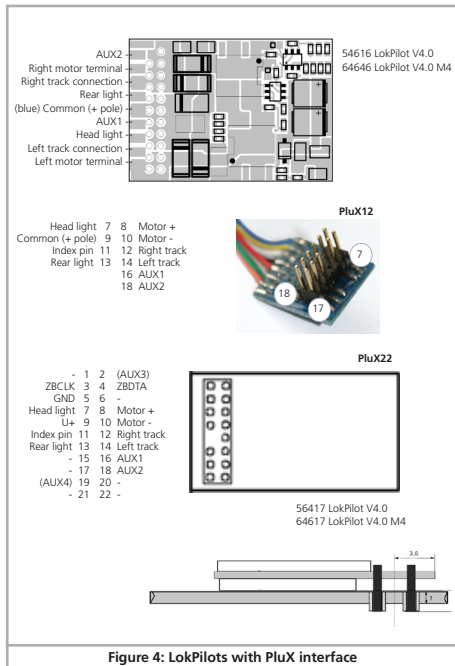 AUX2
Right motor terminal
Right track connection
Rear light
(blue) Common (+ pole)
AUX1
Head light
Left track connection
Left motor terminal
54616 LokPilot V4.0
64646 LokPilot V4.0 M4
PluX12
Head light 7 8 Motor +
Common (+ pole) 9 10 Motor -
Index pin 11 12 Right track
Rear light 13 14 Left track
16 AUX1
18 AUX2
7
18
17
PluX22
- 1 2 (AUX3)
ZBCLK 3 4 ZBDTA
GND 5 6 -
Head light 7 8 Motor +
U+ 9 10 Motor -
Index pin 11 12 Right track
Rear light 13 14 Left track
- 15 16 AUX1
- 17 18 AUX2
(AUX4) 19 20 -
- 21 22 -
56417 LokPilot V4.0
64617 LokPilot V4.0 M4
3,6
1
Figure 4: LokPilots with PluX interface